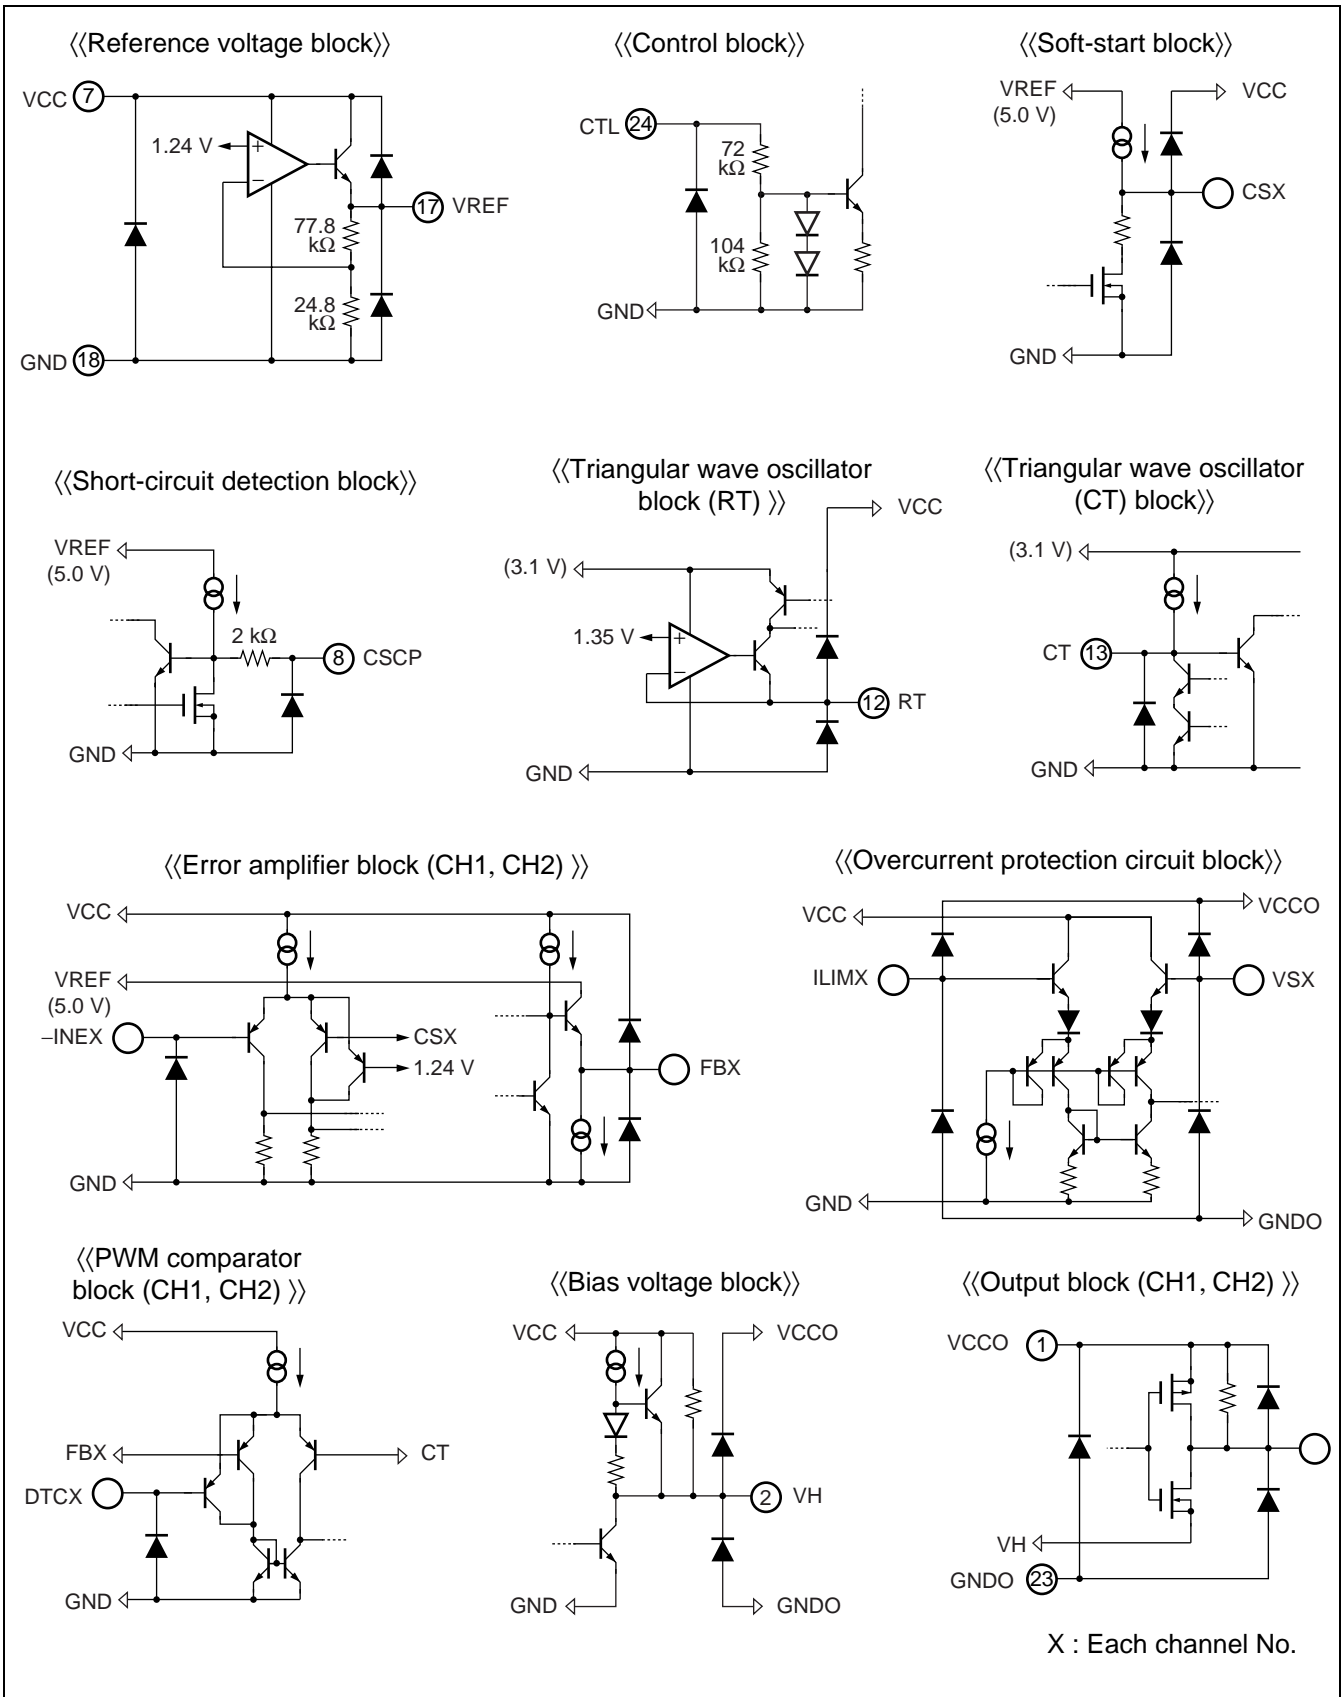 ⟨⟨Reference voltage block⟩⟩
VCC 7
1.24 V
+
−
17 VREF
77.8
kΩ
24.8
kΩ
GND 18
⟨⟨Control block⟩⟩
CTL 24
72
kΩ
104
kΩ
GND
⟨⟨Soft-start block⟩⟩
VREF
(5.0 V)
VCC
CSX
GND
⟨⟨Short-circuit detection block⟩⟩
VREF
(5.0 V)
2 kΩ
8 CSCP
GND
⟨⟨Triangular wave oscillator
block (RT) ⟩⟩
VCC
(3.1 V)
1.35 V
+
−
12 RT
GND
⟨⟨Triangular wave oscillator
(CT) block⟩⟩
(3.1 V)
CT 13
GND
⟨⟨Error amplifier block (CH1, CH2) ⟩⟩
VCC
VREF
(5.0 V)
−INEX
CSX
1.24 V
FBX
GND
⟨⟨Overcurrent protection circuit block⟩⟩
VCCO
VCC
ILIMX
VSX
GND
GNDO
⟨⟨PWM comparator
block (CH1, CH2) ⟩⟩
VCC
FBX
CT
DTCX
GND
⟨⟨Bias voltage block⟩⟩
VCC
VCCO
2 VH
GND
GNDO
⟨⟨Output block (CH1, CH2) ⟩⟩
VCCO 1
VH
GNDO 23
X : Each channel No.